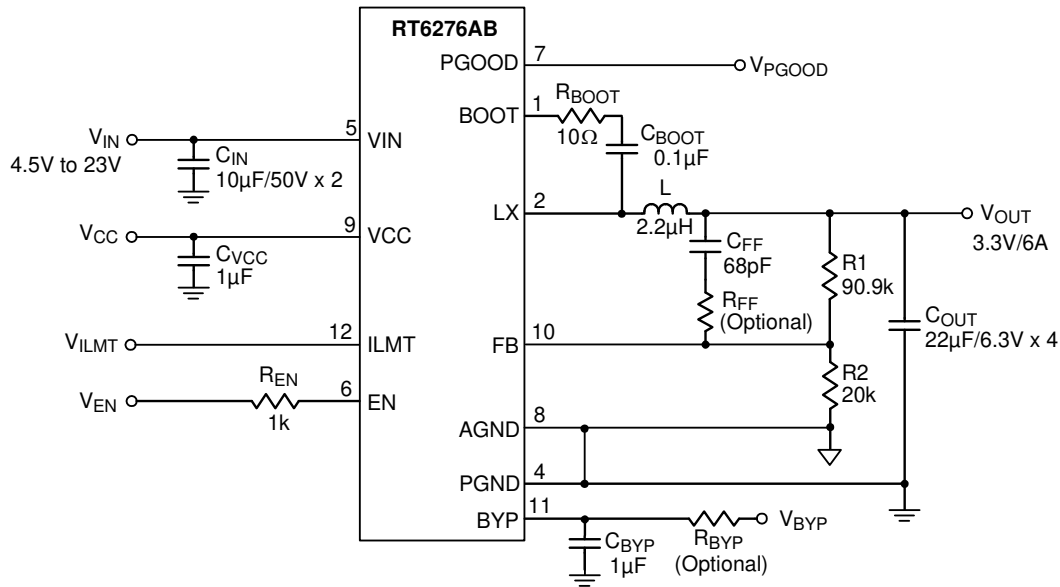 RT6276AB
PGOOD
7
VPGOOD
BOOT
1
RBOOT
10Ω
CBOOT
0.1µF
VIN
4.5V to 23V
5
VIN
CIN
10µF/50V x 2
LX
2
L
2.2µH
VOUT
3.3V/6A
VCC
9
VCC
CVCC
1µF
CFF
68pF
RFF
(Optional)
R1
90.9k
COUT
22µF/6.3V x 4
VILMT
12
ILMT
FB
10
R2
20k
VEN
REN
1k
6
EN
AGND
8
PGND
4
BYP
11
CBYP
1µF
RBYP
(Optional)
VBYP